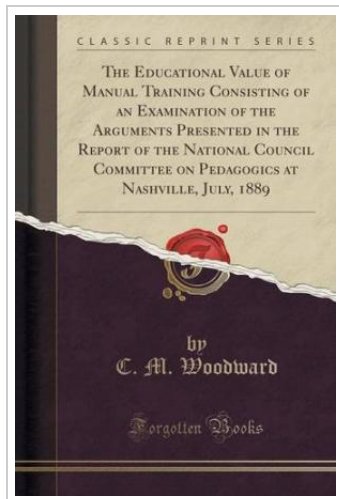 CLASSIC REPRINT SERIES
THE EDUCATIONAL VALUE OF
MANUAL TRAINING CONSISTING OF
AN EXAMINATION OF THE
ARGUMENTS PRESENTED IN THE
REPORT OF THE NATIONAL COUNCIL
COMMITTEE ON PEDAGOGICS AT
NASHVILLE, JULY, 1889
F
by
C. M. Woodward
Forgotten Books